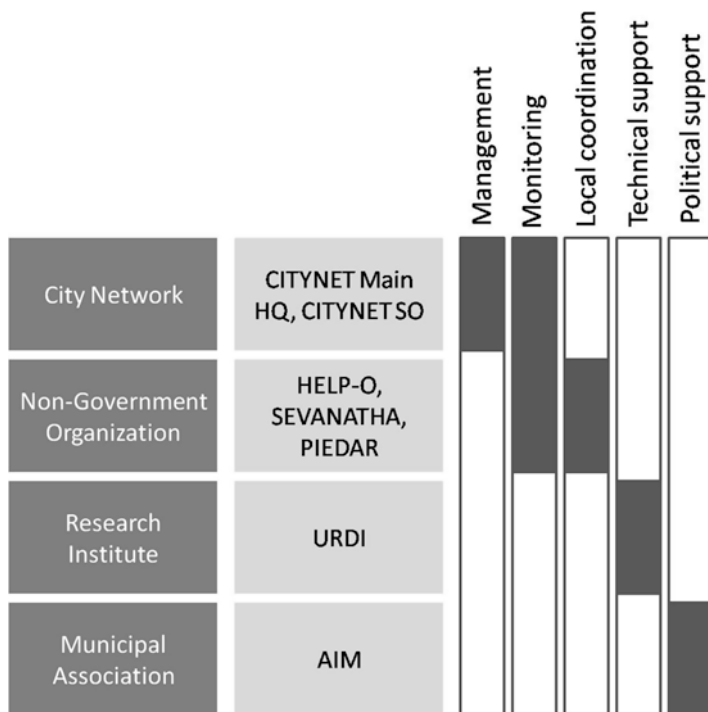 Management
Monitoring
Local coordination
Technical support
Political support
City Network
CITYNET Main
HQ, CITYNET SO
Non-Government
Organization
HELP-O,
SEVANATHA,
PIEDAR
Research
Institute
URDI
Municipal
Association
AIM